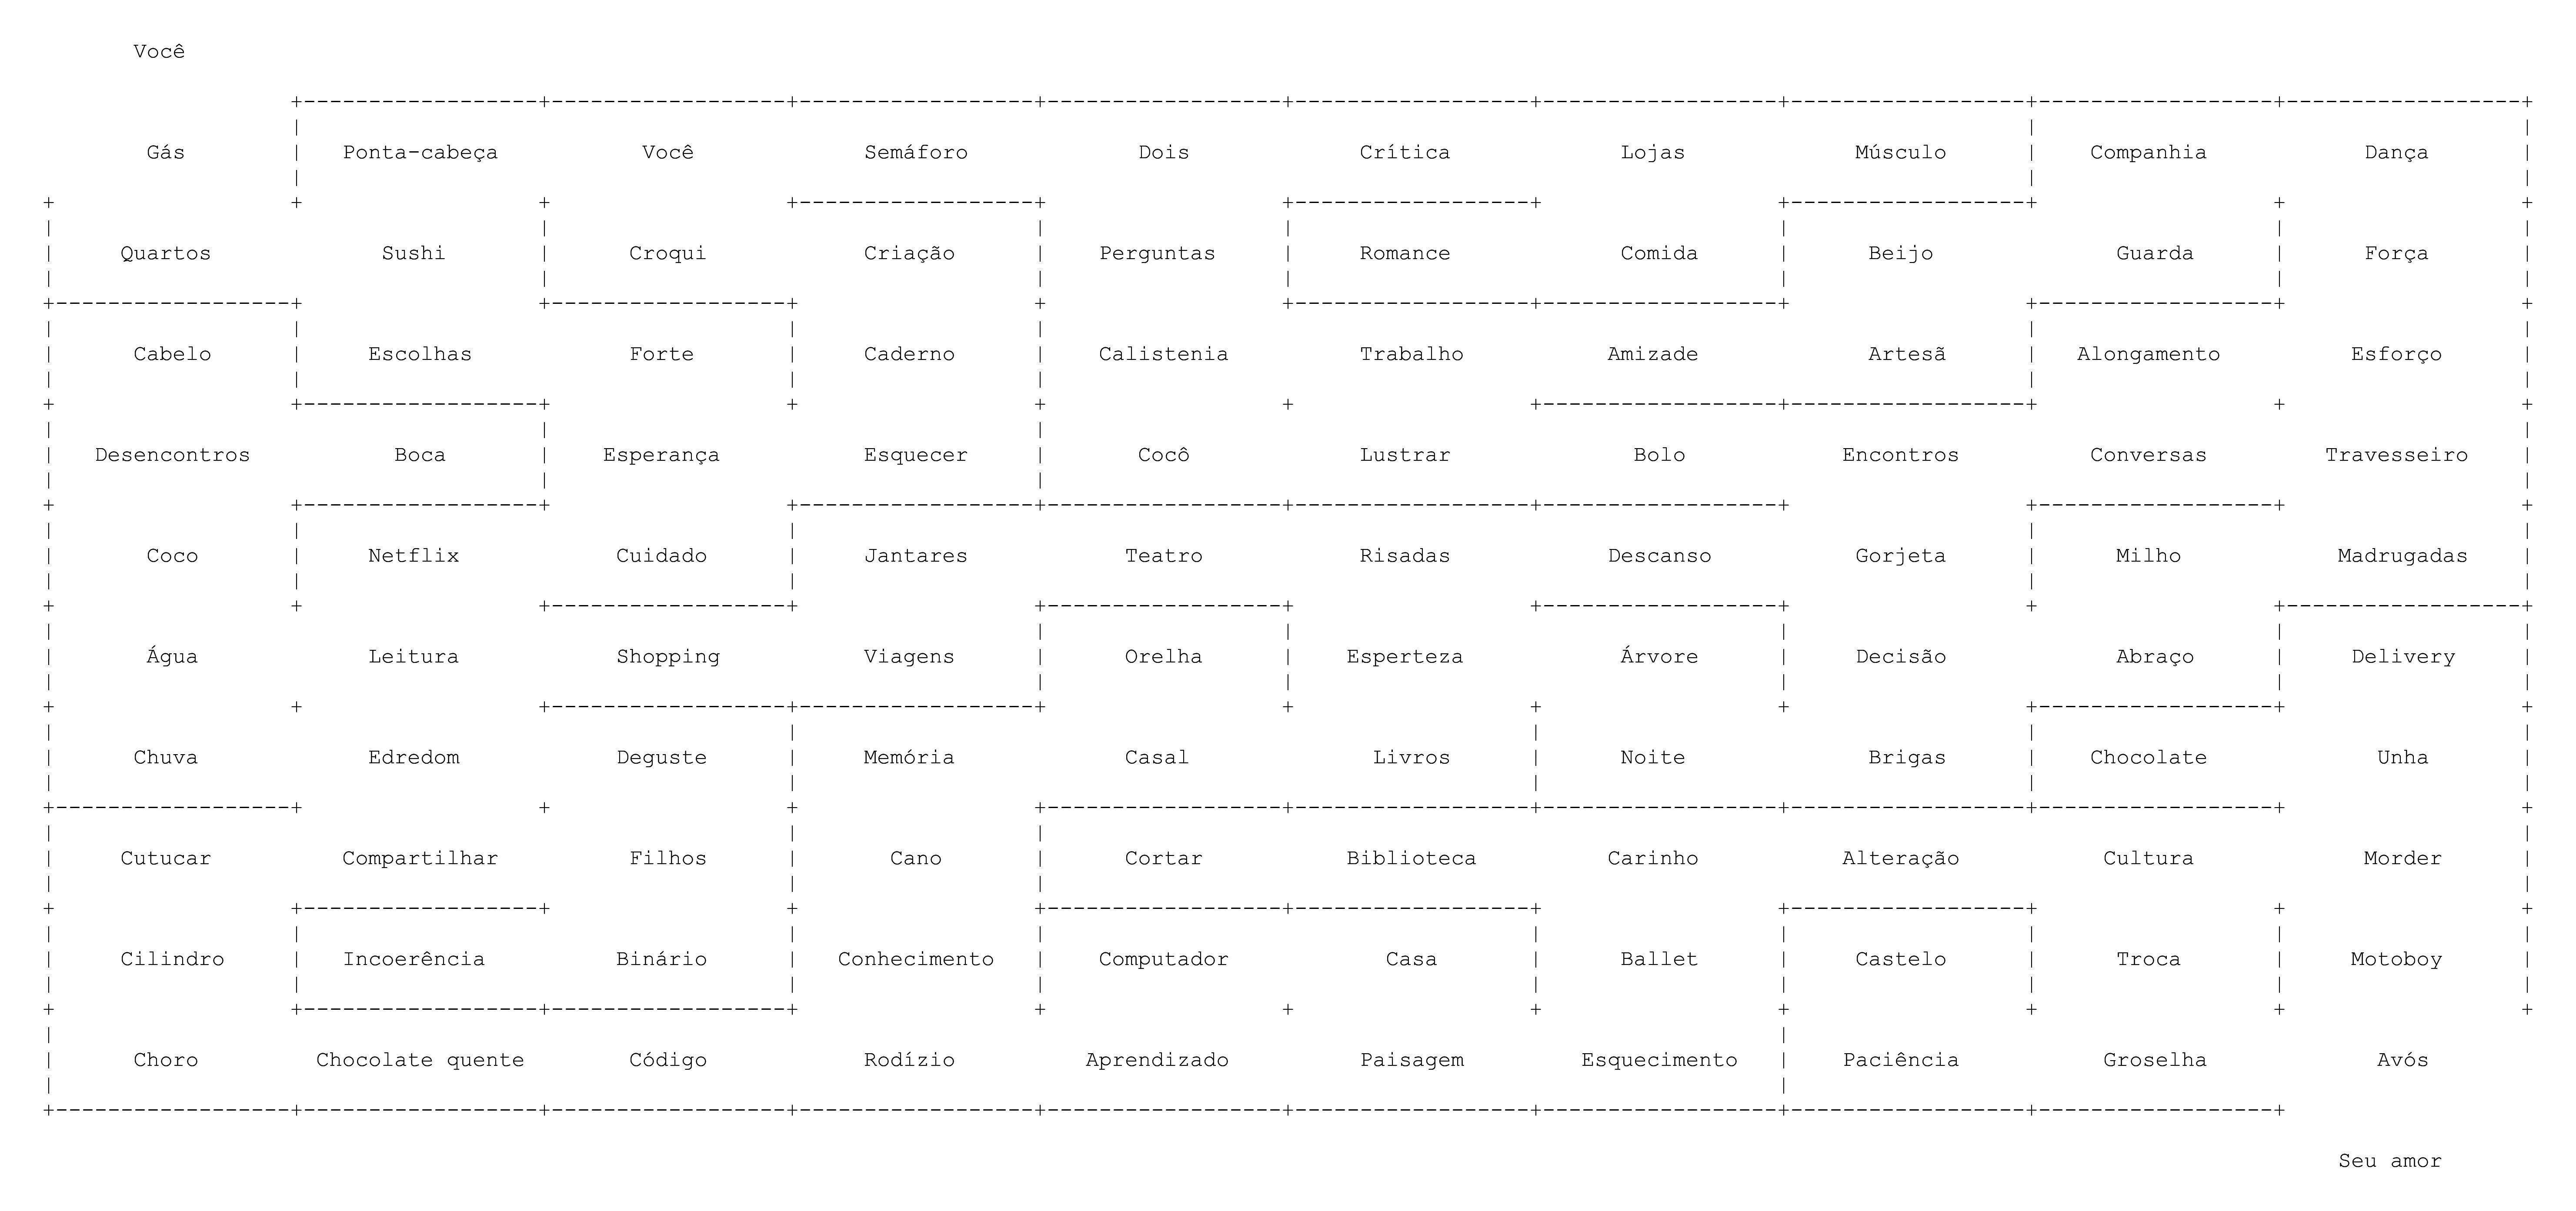 Você
Gás Ponta-cabeça Você Semáforo Dois Crítica Lojas Músculo Companhia Dança
Quartos Sushi Croqui Criação Perguntas Romance Comida Beijo Guarda Força
Cabelo Escolhas Forte Caderno Calistenia Trabalho Amizade Artesã Alongamento Esforço
Desencontros Boca Esperança Esquecer Cocô Lustrar Bolo Encontros Conversas Travesseiro
Coco Netflix Cuidado Jantares Teatro Risadas Descanso Gorjeta Milho Madrugadas
Água Leitura Shopping Viagens Orelha Esperteza Árvore Decisão Abraço Delivery
Chuva Edredom Deguste Memória Casal Livros Noite Brigas Chocolate Unha
Cutucar Compartilhar Filhos Cano Cortar Biblioteca Carinho Alteração Cultura Morder
Cilindro Incoerência Binário Conhecimento Computador Casa Ballet Castelo Troca Motoboy
Choro Chocolate quente Código Rodízio Aprendizado Paisagem Esquecimento Paciência Groselha Avós
Seu amor